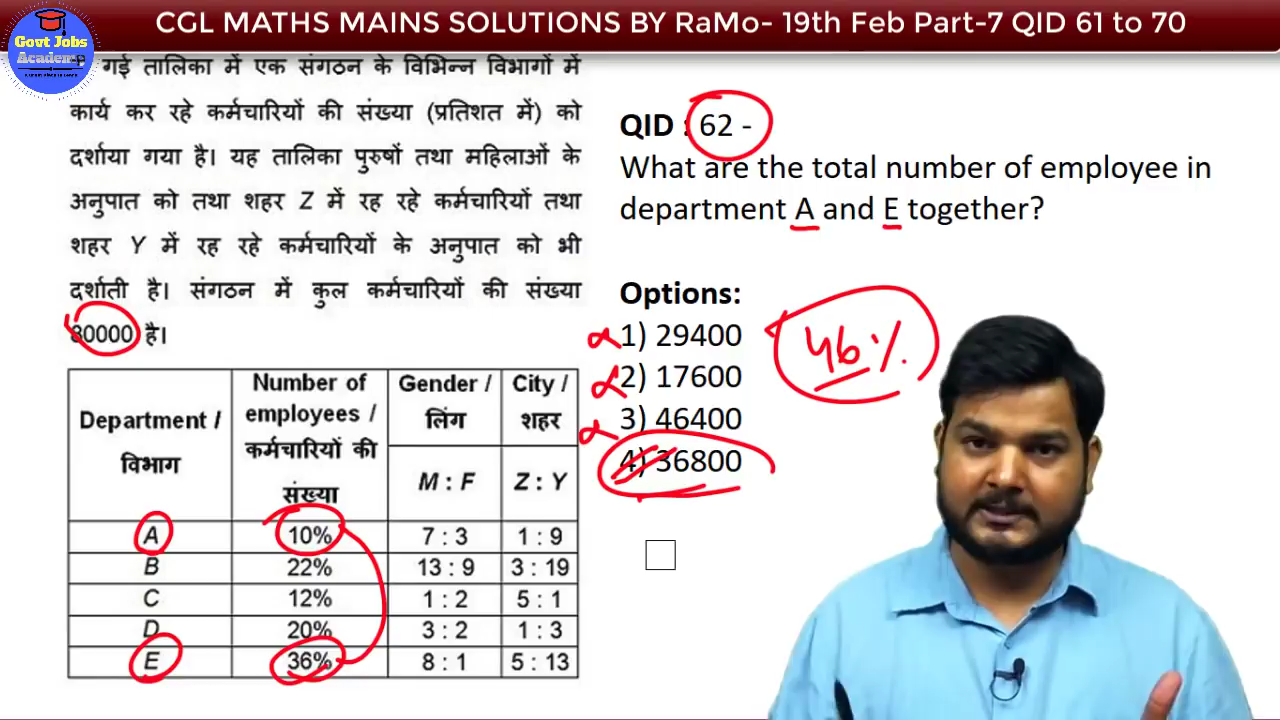 CGL MATHS MAINS SOLUTIONS BY RaMo- 19th Feb Part-7 QID 61 to 70
Govt Jobs
Academy
गई तालिका में एक संगठन के विभिन्न विभागों में
कार्य कर रहे कर्मचारियों की संख्या (प्रतिशत में) को
दर्शाया गया है। यह तालिका पुरुषों तथा महिलाओं के
अनुपात को तथा शहर Z में रह रहे कर्मचारियों तथा
शहर Y में रह रहे कर्मचारियों के अनुपात को भी
दर्शाती है। संगठन में कुल कर्मचारियों की संख्या
80000 है।
Department / विभाग
Number of employees / कर्मचारियों की संख्या
Gender / लिंग
City / शहर
M : F
Z : Y
A 10% 7 : 3 1 : 9
B 22% 13 : 9 3 : 19
C 12% 1 : 2 5 : 1
D 20% 3 : 2 1 : 3
E 36% 8 : 1 5 : 13
QID : 62 -
What are the total number of employee in
department A and E together?
Options:
1) 29400
2) 17600
3) 46400
4) 36800
46%